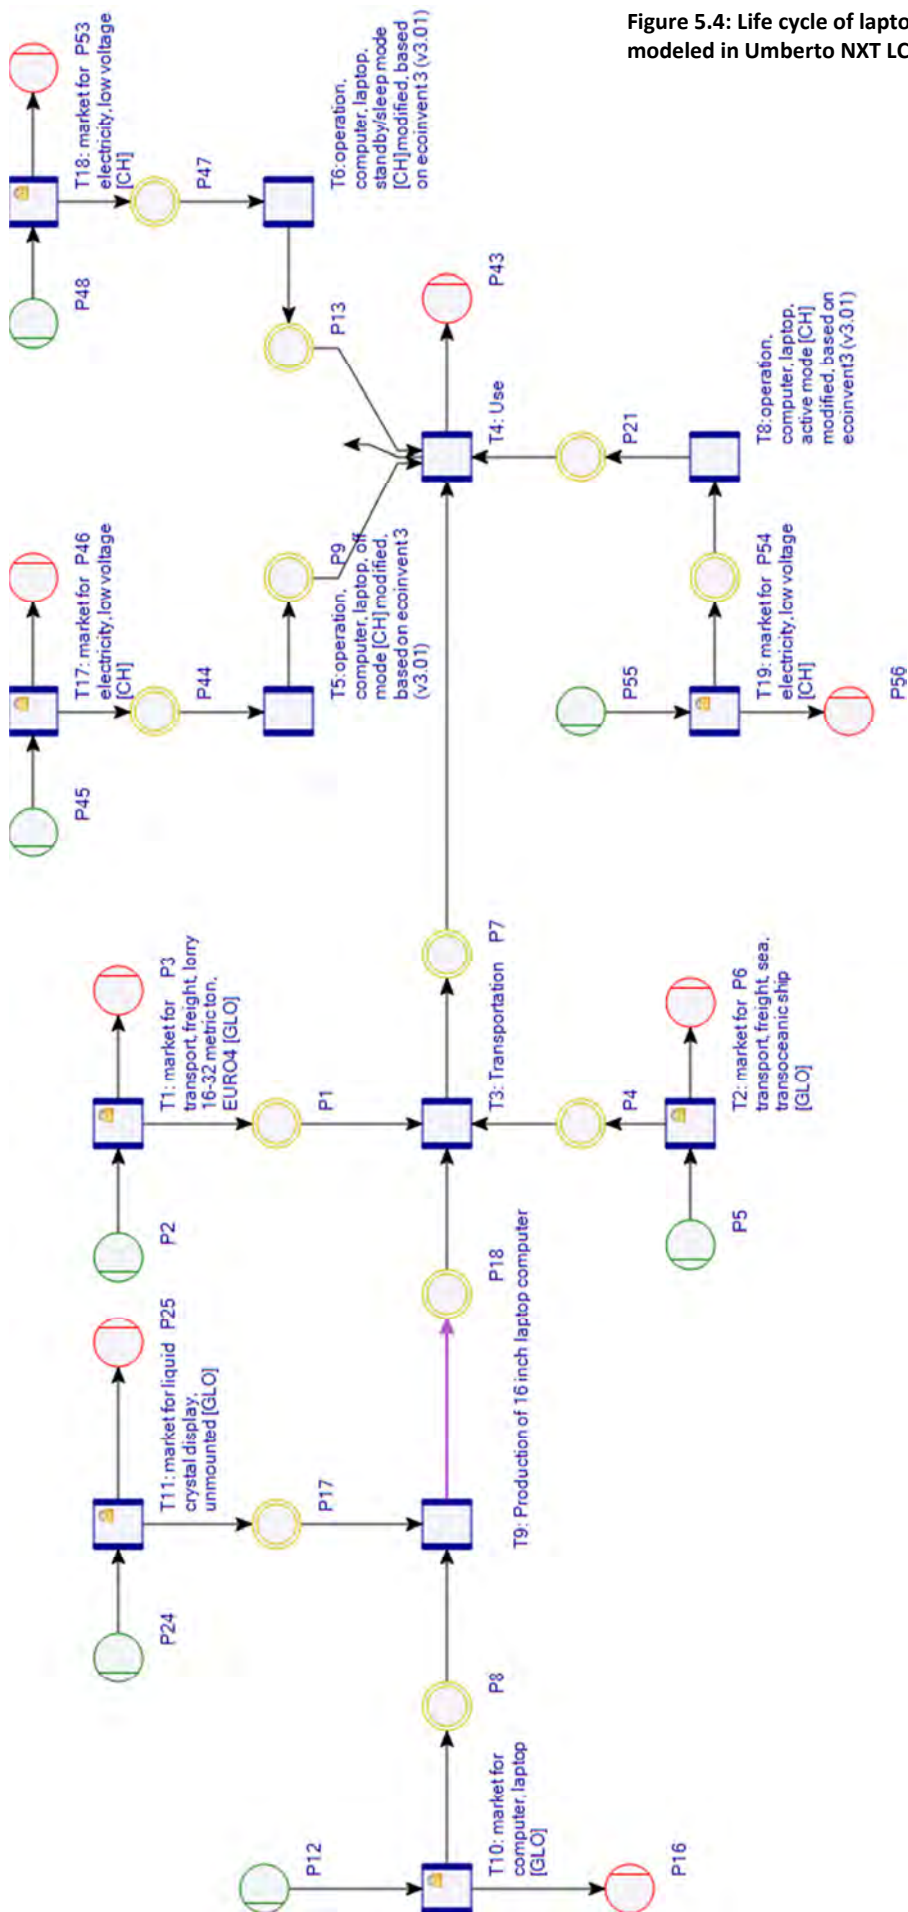 Figure 5.4: Life cycle of lapto
modeled in Umberto NXT LC
P12
T10: market for
computer, laptop
[GLO]
P16
P8
P24
T11: market for liquid
crystal display,
unmounted [GLO]
P25
P17
T9: Production of 16 inch laptop computer
P18
P2
T1: market for
transport, freight, lorry
16-32 metric ton,
EURO4 [GLO]
P3
P1
T3: Transportation
P7
P4
P5
T2: market for
transport, freight, sea,
transoceanic ship
[GLO]
P6
P45
T17: market for
electricity, low voltage
[CH]
P46
P44
T5:operation,
computer, laptop, off
mode [CH] modified,
based on ecoinvent 3
(v3.01)
P9
P48
T18: market for
electricity, low voltage
[CH]
P53
P47
T6:operation,
computer, laptop,
standby/sleep mode
[CH]modified, based
on ecoinvent 3 (v3.01)
P13
T4: Use
P43
P21
P55
T19: market for
electricity, low voltage
[CH]
P54
P56
T8:operation,
computer, laptop,
active mode [CH]
modified, based on
ecoinvent3 (v3.01)